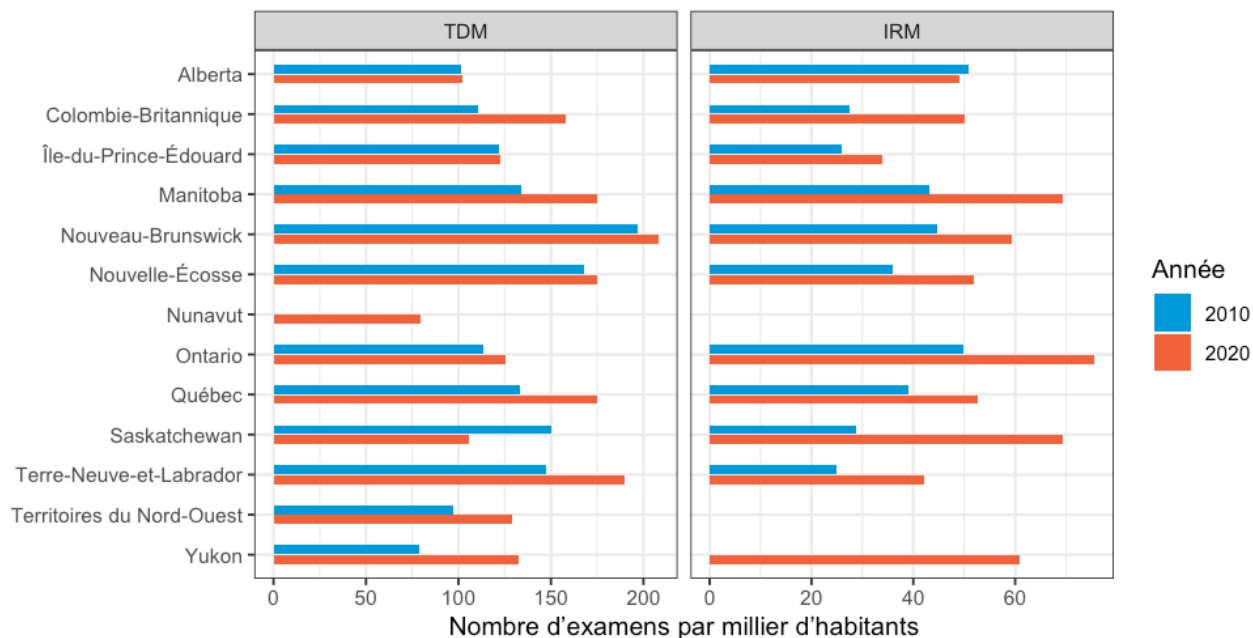 TDM
IRM
Alberta
Colombie-Britannique
Île-du-Prince-Édouard
Manitoba
Nouveau-Brunswick
Nouvelle-Écosse
Nunavut
Ontario
Québec
Saskatchewan
Terre-Neuve-et-Labrador
Territoires du Nord-Ouest
Yukon
0 50 100 150 200
0 20 40 60
Nombre d’examens par millier d’habitants
Année
2010
2020